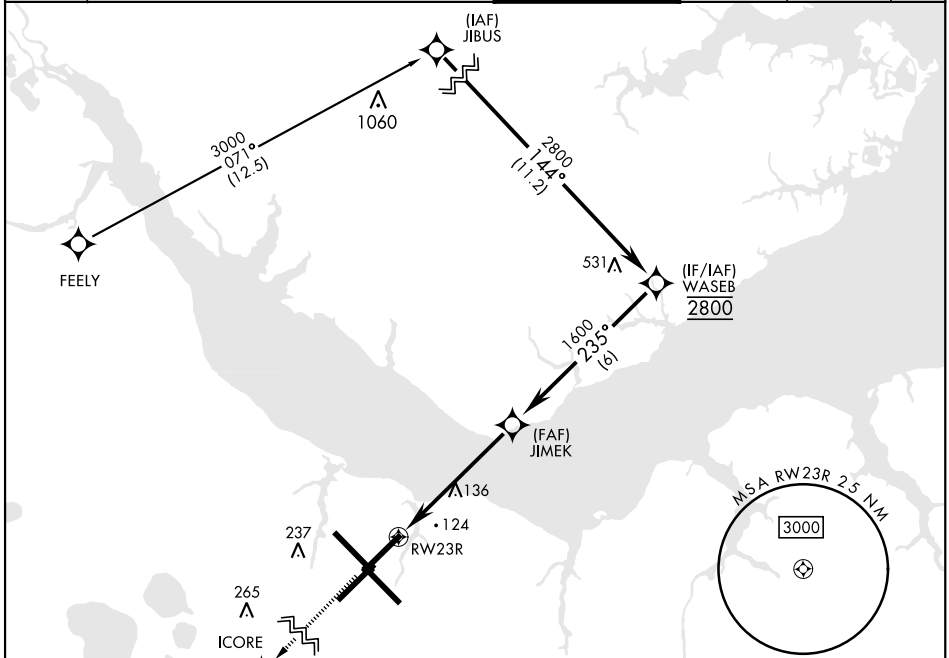 (IAF)
JIBUS
1060
3000
071°
(12.5)
2800
144°
(11.2)
FEELY
531
(IF/IAF)
WASEB
2800
1600
235°
(6)
(FAF)
JIMEK
136
124
RW23R
237
265
ICORE
MSA RW23R 25 NM
3000